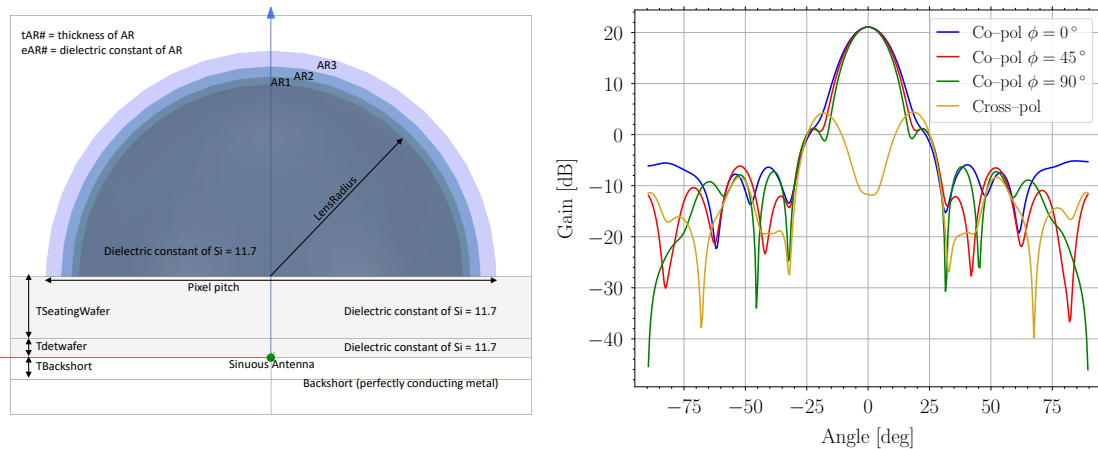 tAR# = thickness of AR
eAR# = dielectric constant of AR
AR3
AR2
AR1
LensRadius
Dielectric constant of Si = 11.7
Pixel pitch
TSeatingWafer
Dielectric constant of Si = 11.7
Tdetwafer
Dielectric constant of Si = 11.7
Sinuous Antenna
TBackshort
Backshort (perfectly conducting metal)
Co–pol ϕ = 0°
Co–pol ϕ = 45°
Co–pol ϕ = 90°
Cross–pol
Gain [dB]
20
10
0
−10
−20
−30
−40
−75 −50 −25 0 25 50 75
Angle [deg]